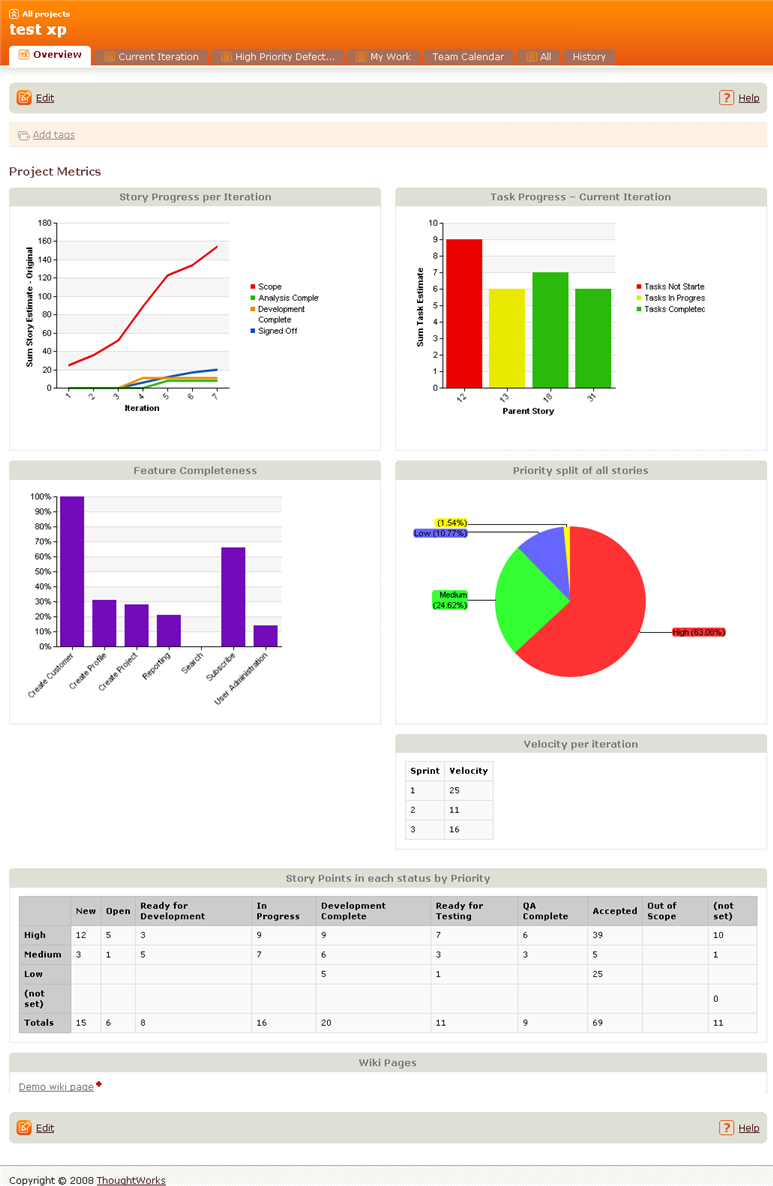 All projects
test xp
Overview
Current Iteration
High Priority Defect...
My Work
Team Calendar
All
History
Edit
Help
Add tags
Project Metrics
Story Progress per Iteration
180
160
140
120
100
80
60
40
20
0
Sum Story Estimate - Original
1 2 3 4 5 6 7
Iteration
Scope
Analysis Comple
Development
Complete
Signed Off
Task Progress – Current Iteration
10
9
8
7
6
5
4
3
2
1
0
Sum Task Estimate
12 13 18 31
Parent Story
Tasks Not Starte
Tasks In Progres
Tasks Completed
Feature Completeness
100%
90%
80%
70%
60%
50%
40%
30%
20%
10%
0%
Create Customer
Create Profile
Create Project
Reporting
Search
Subscribe
User Administration
Priority split of all stories
(1.54%)
Low (10.77%)
Medium
(24.62%)
High (63.08%)
Velocity per iteration
Sprint Velocity
1 25
2 11
3 16
Story Points in each status by Priority
New Open Ready for Development In Progress Development Complete Ready for Testing QA Complete Accepted Out of Scope (not set)
High 12 5 3 9 9 7 6 39 10
Medium 3 1 5 7 6 3 3 5 1
Low 5 1 25
(not set) 0
Totals 15 6 8 16 20 11 9 69 11
Wiki Pages
Demo wiki page
Edit
Help
Copyright © 2008 ThoughtWorks